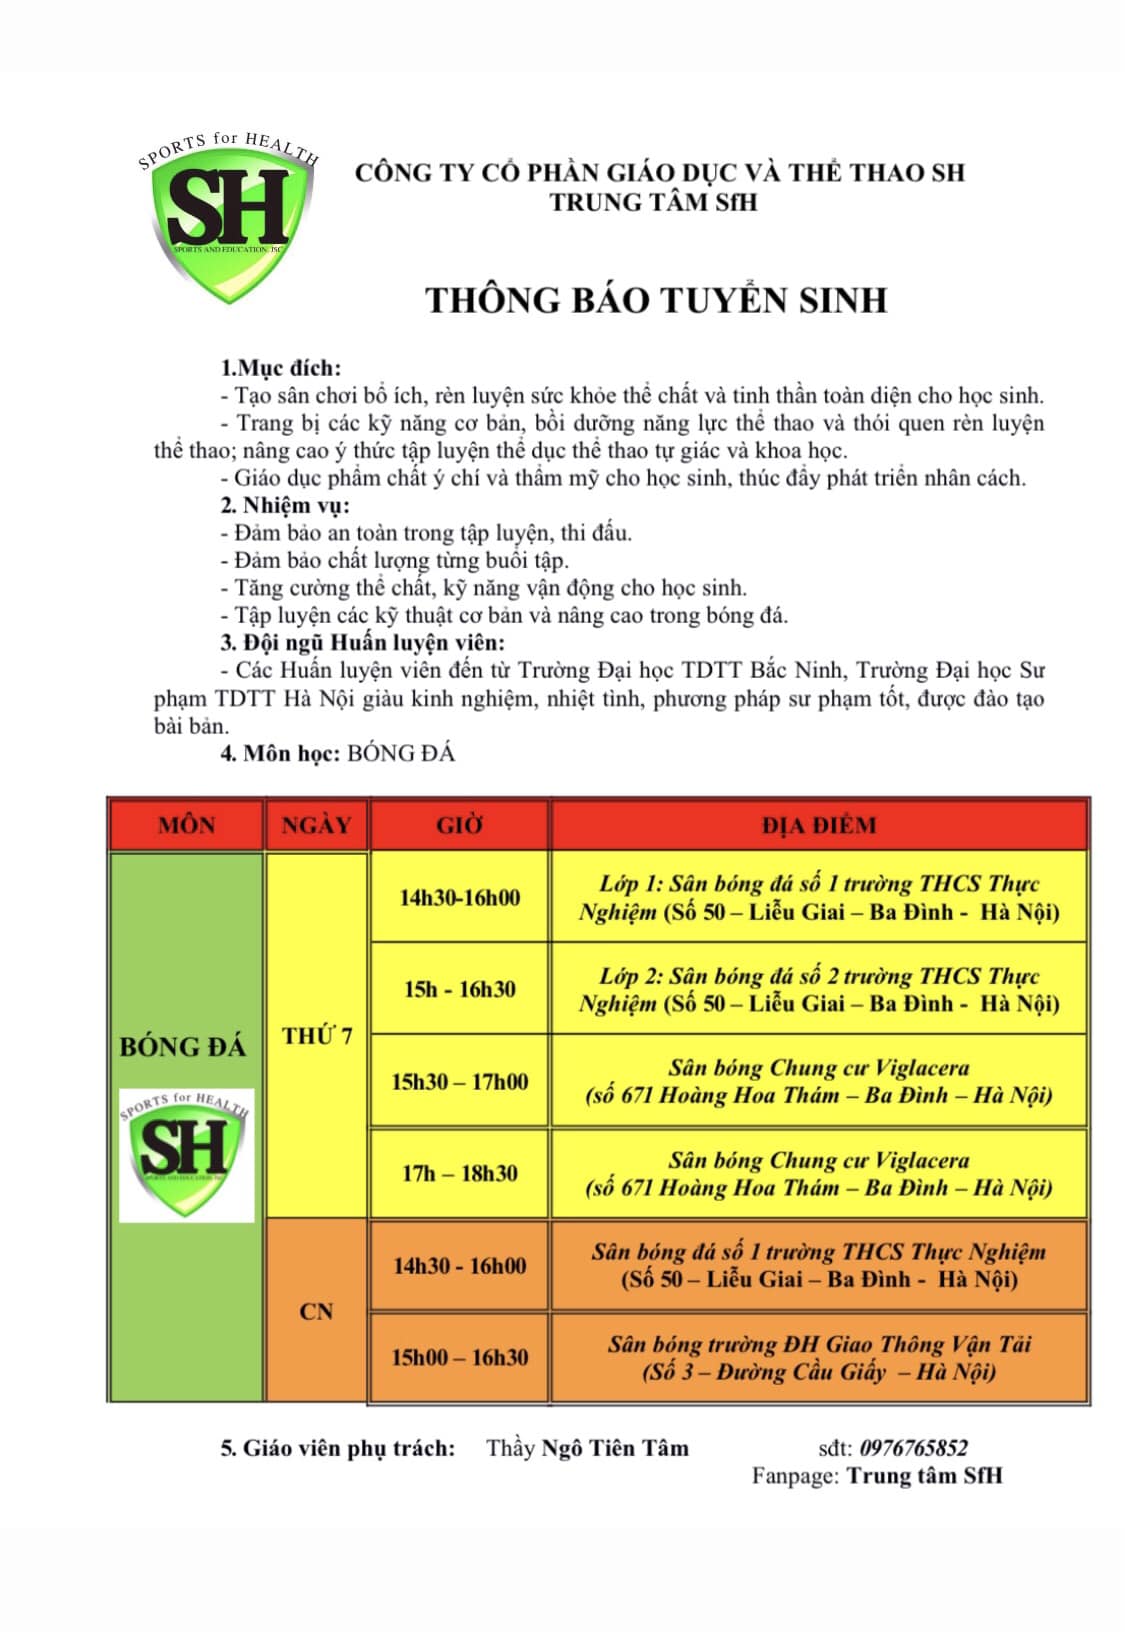 SPORTS for HEALTH
SH
SPORTS AND EDUCATION. JSC
CÔNG TY CỔ PHẦN GIÁO DỤC VÀ THỂ THAO SH
TRUNG TÂM SfH
THÔNG BÁO TUYỂN SINH
1.Mục đích:
- Tạo sân chơi bổ ích, rèn luyện sức khỏe thể chất và tinh thần toàn diện cho học sinh.
- Trang bị các kỹ năng cơ bản, bồi dưỡng năng lực thể thao và thói quen rèn luyện
thể thao; nâng cao ý thức tập luyện thể dục thể thao tự giác và khoa học.
- Giáo dục phẩm chất ý chí và thẩm mỹ cho học sinh, thúc đẩy phát triển nhân cách.
2. Nhiệm vụ:
- Đảm bảo an toàn trong tập luyện, thi đấu.
- Đảm bảo chất lượng từng buổi tập.
- Tăng cường thể chất, kỹ năng vận động cho học sinh.
- Tập luyện các kỹ thuật cơ bản và nâng cao trong bóng đá.
3. Đội ngũ Huấn luyện viên:
- Các Huấn luyện viên đến từ Trường Đại học TDTT Bắc Ninh, Trường Đại học Sư
phạm TDTT Hà Nội giàu kinh nghiệm, nhiệt tình, phương pháp sư phạm tốt, được đào tạo
bài bản.
4. Môn học: BÓNG ĐÁ
MÔN NGÀY GIỜ ĐỊA ĐIỂM
BÓNG ĐÁ
SPORTS for HEALTH
SH
SPORTS AND EDUCATION. JSC
THỨ 7
14h30-16h00
Lớp 1: Sân bóng đá số 1 trường THCS Thực
Nghiệm (Số 50 – Liễu Giai – Ba Đình - Hà Nội)
15h - 16h30
Lớp 2: Sân bóng đá số 2 trường THCS Thực
Nghiệm (Số 50 – Liễu Giai – Ba Đình - Hà Nội)
15h30 – 17h00
Sân bóng Chung cư Viglacera
(số 671 Hoàng Hoa Thám – Ba Đình – Hà Nội)
17h – 18h30
Sân bóng Chung cư Viglacera
(số 671 Hoàng Hoa Thám – Ba Đình – Hà Nội)
CN
14h30 - 16h00
Sân bóng đá số 1 trường THCS Thực Nghiệm
(Số 50 – Liễu Giai – Ba Đình - Hà Nội)
15h00 – 16h30
Sân bóng trường ĐH Giao Thông Vận Tải
(Số 3 – Đường Cầu Giấy – Hà Nội)
5. Giáo viên phụ trách: Thầy Ngô Tiên Tâm sđt: 0976765852
Fanpage: Trung tâm SfH